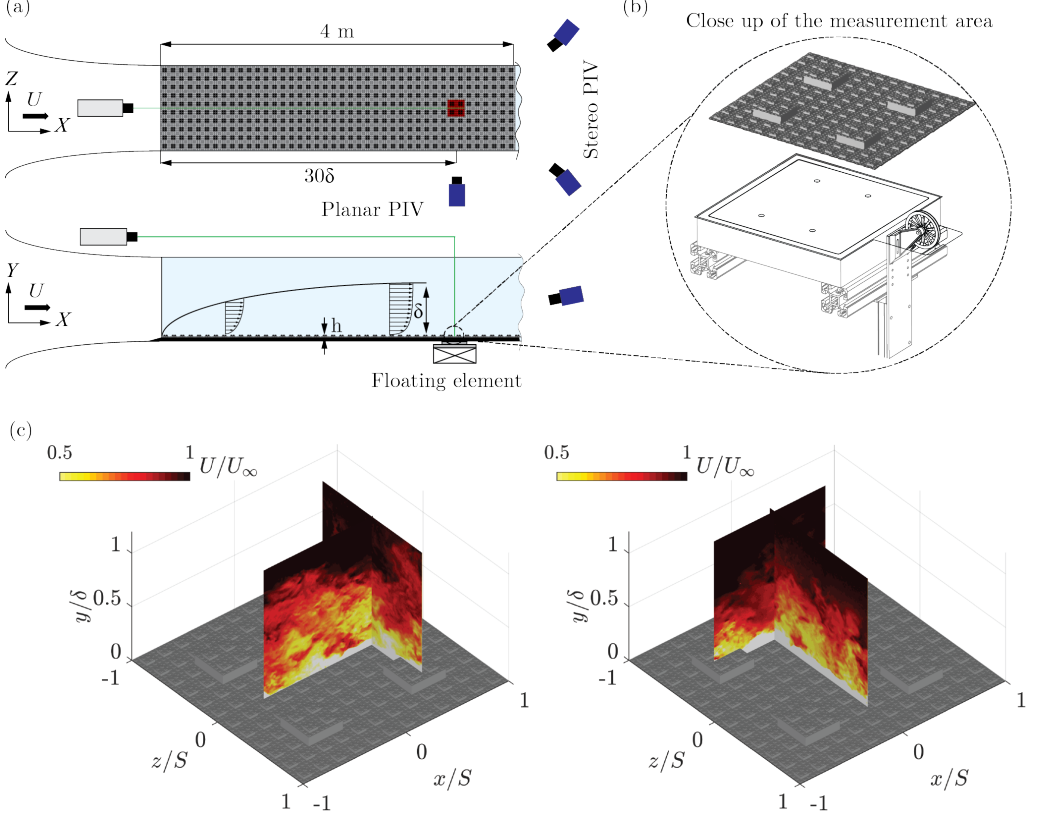 (a)
4 m
Z
U
X
30δ
Planar PIV
Stereo PIV
Y
U
X
δ
h
Floating element
(b)
Close up of the measurement area
(c)
0.5
1
U/U∞
1
0.5
0
y/δ
-1
0
1
z/S
-1
0
1
x/S
0.5
1
U/U∞
1
0.5
0
y/δ
-1
0
1
z/S
-1
0
1
x/S